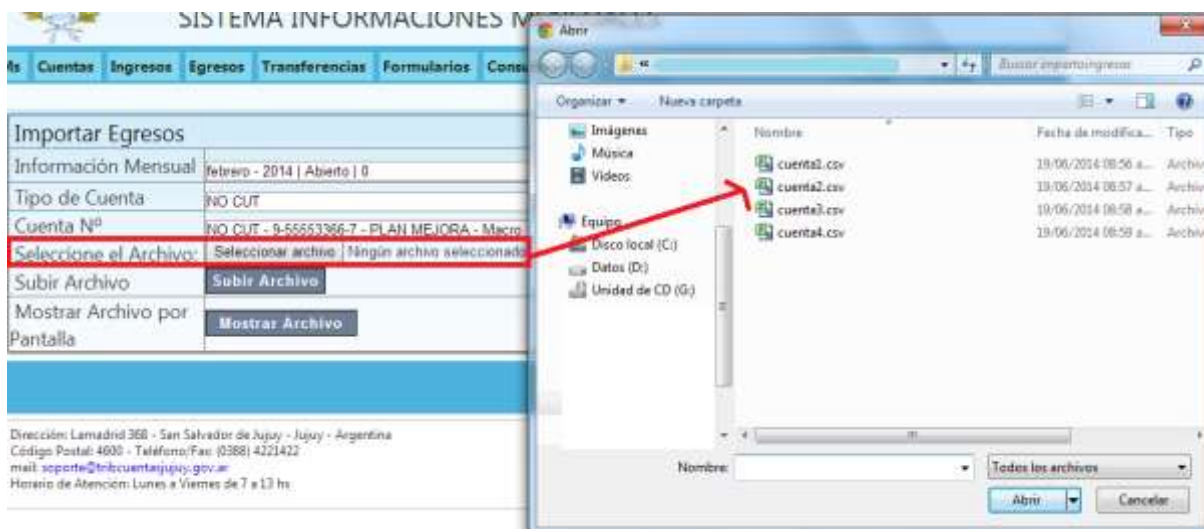 SISTEMA INFORMACIONES
Cuentas Ingresos Egresos Transferencias Formularios
Importar Egresos
Información Mensual febrero - 2014 | Abierto | 0
Tipo de Cuenta NO CUT
Cuenta Nº NO CUT - 9-55553366-7 - PLAN MEJORA - Macro
Seleccione el Archivo: Seleccionar archivo Ningún archivo seleccionado
Subir Archivo Subir Archivo
Mostrar Archivo por
Pantalla
Mostrar Archivo
Dirección: Lamadrid 368 - San Salvador de Jujuy - Jujuy - Argentina
Código Postal: 4600 - Teléfono/Fax: (0388) 4221422
mail: soporte@tribcuentasjujuy.gov.ar
Horario de Atención: Lunes a Viernes de 7 a 13 hs
Abrir
Buscar importaingresos
Organizar Nueva carpeta
Imágenes
Música
Videos
Equipo
Disco local (C:)
Datos (D:)
Unidad de CD (G:)
Nombre Fecha de modifica... Tipo
cuenta1.csv 19/06/2014 08:56 a... Archiv
cuenta2.csv 19/06/2014 08:57 a... Archiv
cuenta3.csv 19/06/2014 08:58 a... Archiv
cuenta4.csv 19/06/2014 08:59 a... Archiv
Nombre: Todos los archivos
Abrir Cancelar